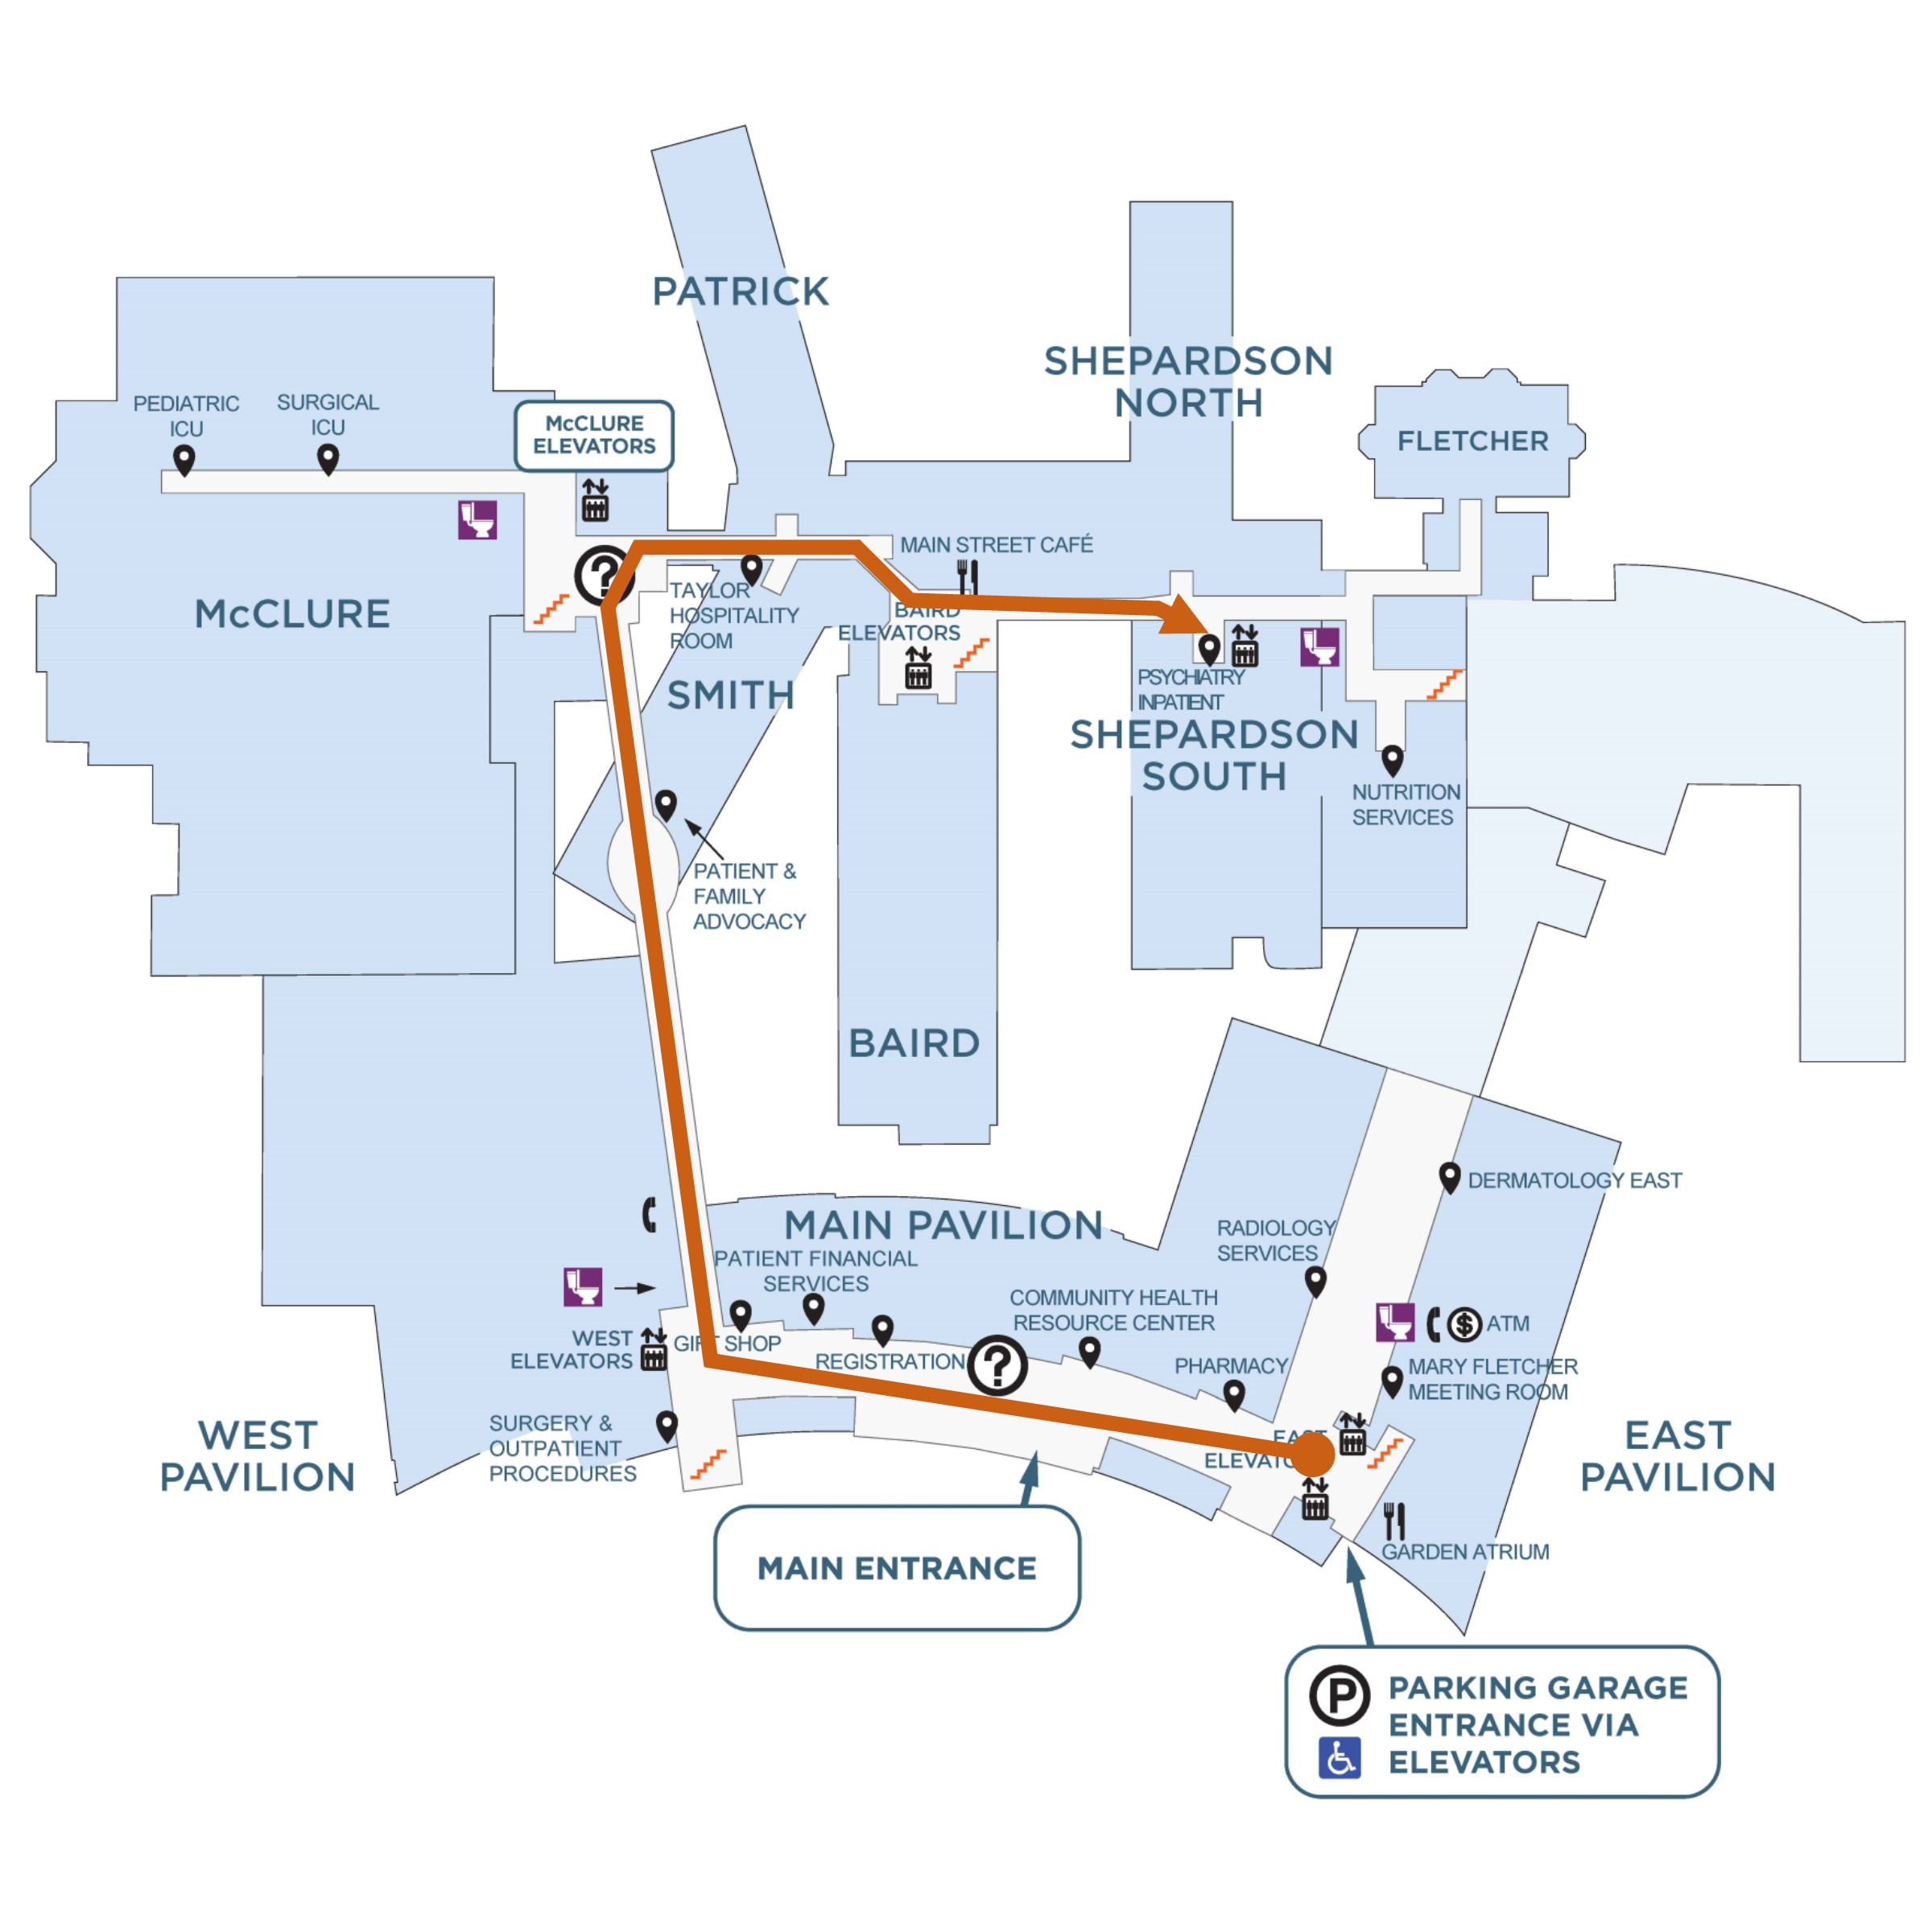 PATRICK
SHEPARDSON
NORTH
FLETCHER
PEDIATRIC
ICU
SURGICAL
ICU
McCLURE
ELEVATORS
?
MAIN STREET CAFÉ
McCLURE
TAYLOR
HOSPITALITY
ROOM
BAIRD
ELEVATORS
SMITH
PSYCHIATRY
INPATIENT
SHEPARDSON
SOUTH
NUTRITION
SERVICES
PATIENT &
FAMILY
ADVOCACY
BAIRD
DERMATOLOGY EAST
MAIN PAVILION
RADIOLOGY
SERVICES
PATIENT FINANCIAL
SERVICES
COMMUNITY HEALTH
RESOURCE CENTER
$ ATM
WEST
ELEVATORS
GIFT SHOP
REGISTRATION
?
PHARMACY
MARY FLETCHER
MEETING ROOM
SURGERY &
OUTPATIENT
PROCEDURES
EAST
ELEVATO
WEST
PAVILION
EAST
PAVILION
GARDEN ATRIUM
MAIN ENTRANCE
P
PARKING GARAGE
ENTRANCE VIA
ELEVATORS